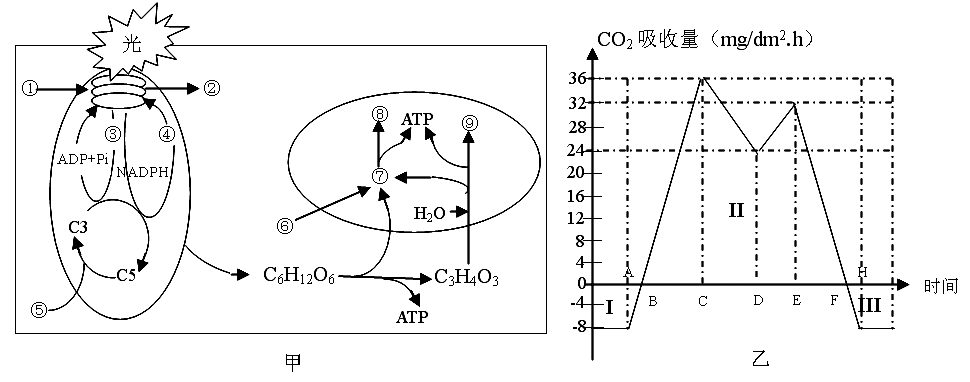 光
①
②
③
④
ADP+Pi
NADPH
C3
C5
⑤
⑧
ATP
⑨
⑦
H₂O
⑥
C₆H₁₂O₆
C₃H₄O₃
ATP
甲
CO₂ 吸收量（mg/dm².h）
36
32
24
20
16
12
8
4
0
-4
-8
A
B
C
D
E
F
H
I
II
III
时间
乙